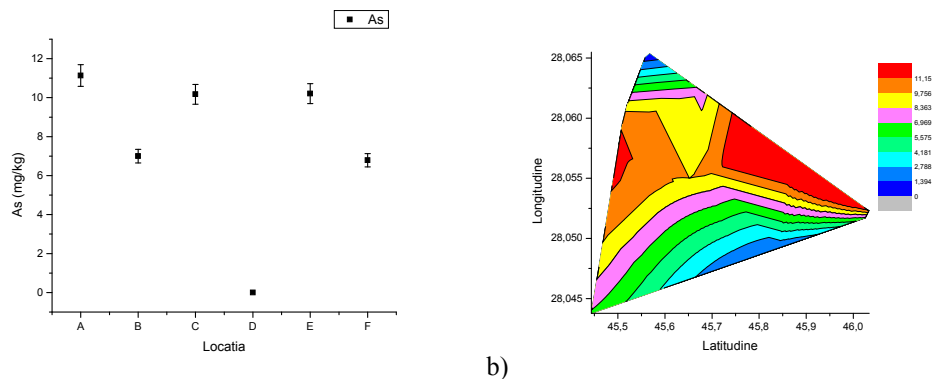 As
As (mg/kg)
12
10
8
6
4
2
0
A B C D E F
Locatia
b)
Longitudine
28,065
28,060
28,055
28,050
28,045
45,5 45,6 45,7 45,8 45,9 46,0
Latitudine
11,15
9,756
8,363
6,969
5,575
4,181
2,788
1,394
0